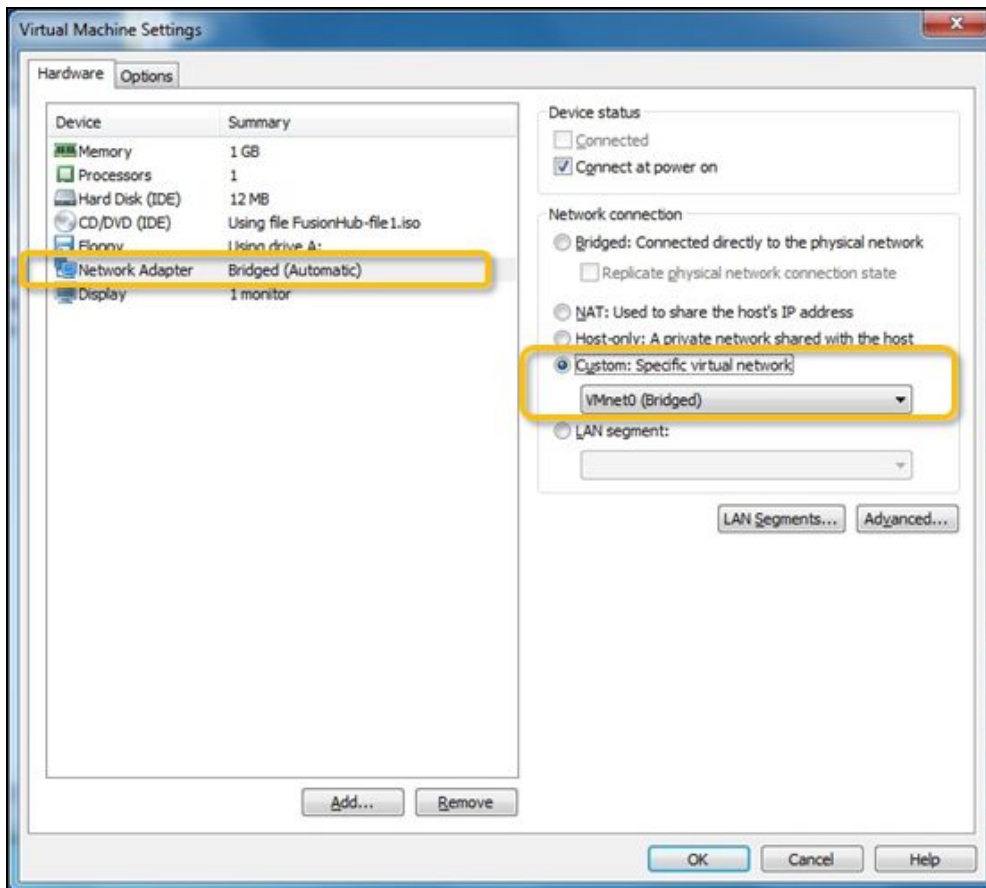 Virtual Machine Settings
Hardware Options
Device Summary
Memory 1 GB
Processors 1
Hard Disk (IDE) 12 MB
CD/DVD (IDE) Using file FusionHub-file1.iso
Floppy Using drive A:
Network Adapter Bridged (Automatic)
Display 1 monitor
Add... Remove
Device status
Connected
Connect at power on
Network connection
Bridged: Connected directly to the physical network
Replicate physical network connection state
NAT: Used to share the host's IP address
Host-only: A private network shared with the host
Custom: Specific virtual network
VMnet0 (Bridged)
LAN segment:
LAN Segments... Advanced...
OK Cancel Help